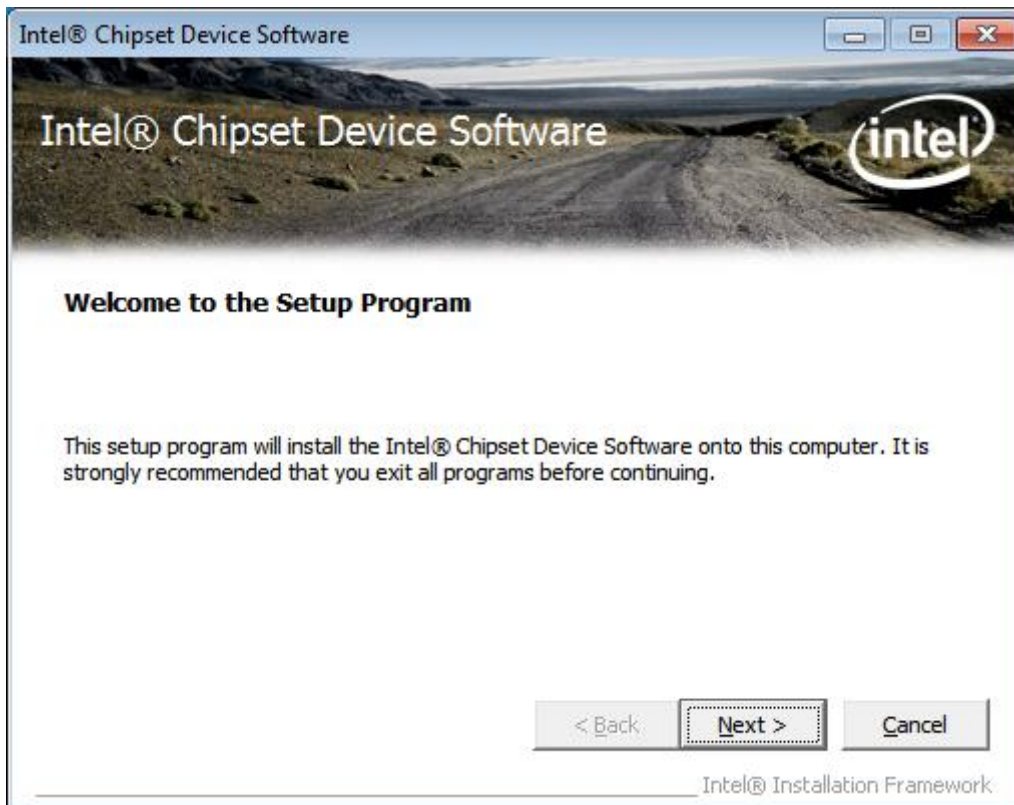 Intel® Chipset Device Software
Intel® Chipset Device Software
intel
Welcome to the Setup Program
This setup program will install the Intel® Chipset Device Software onto this computer. It is
strongly recommended that you exit all programs before continuing.
< Back Next > Cancel
Intel® Installation Framework